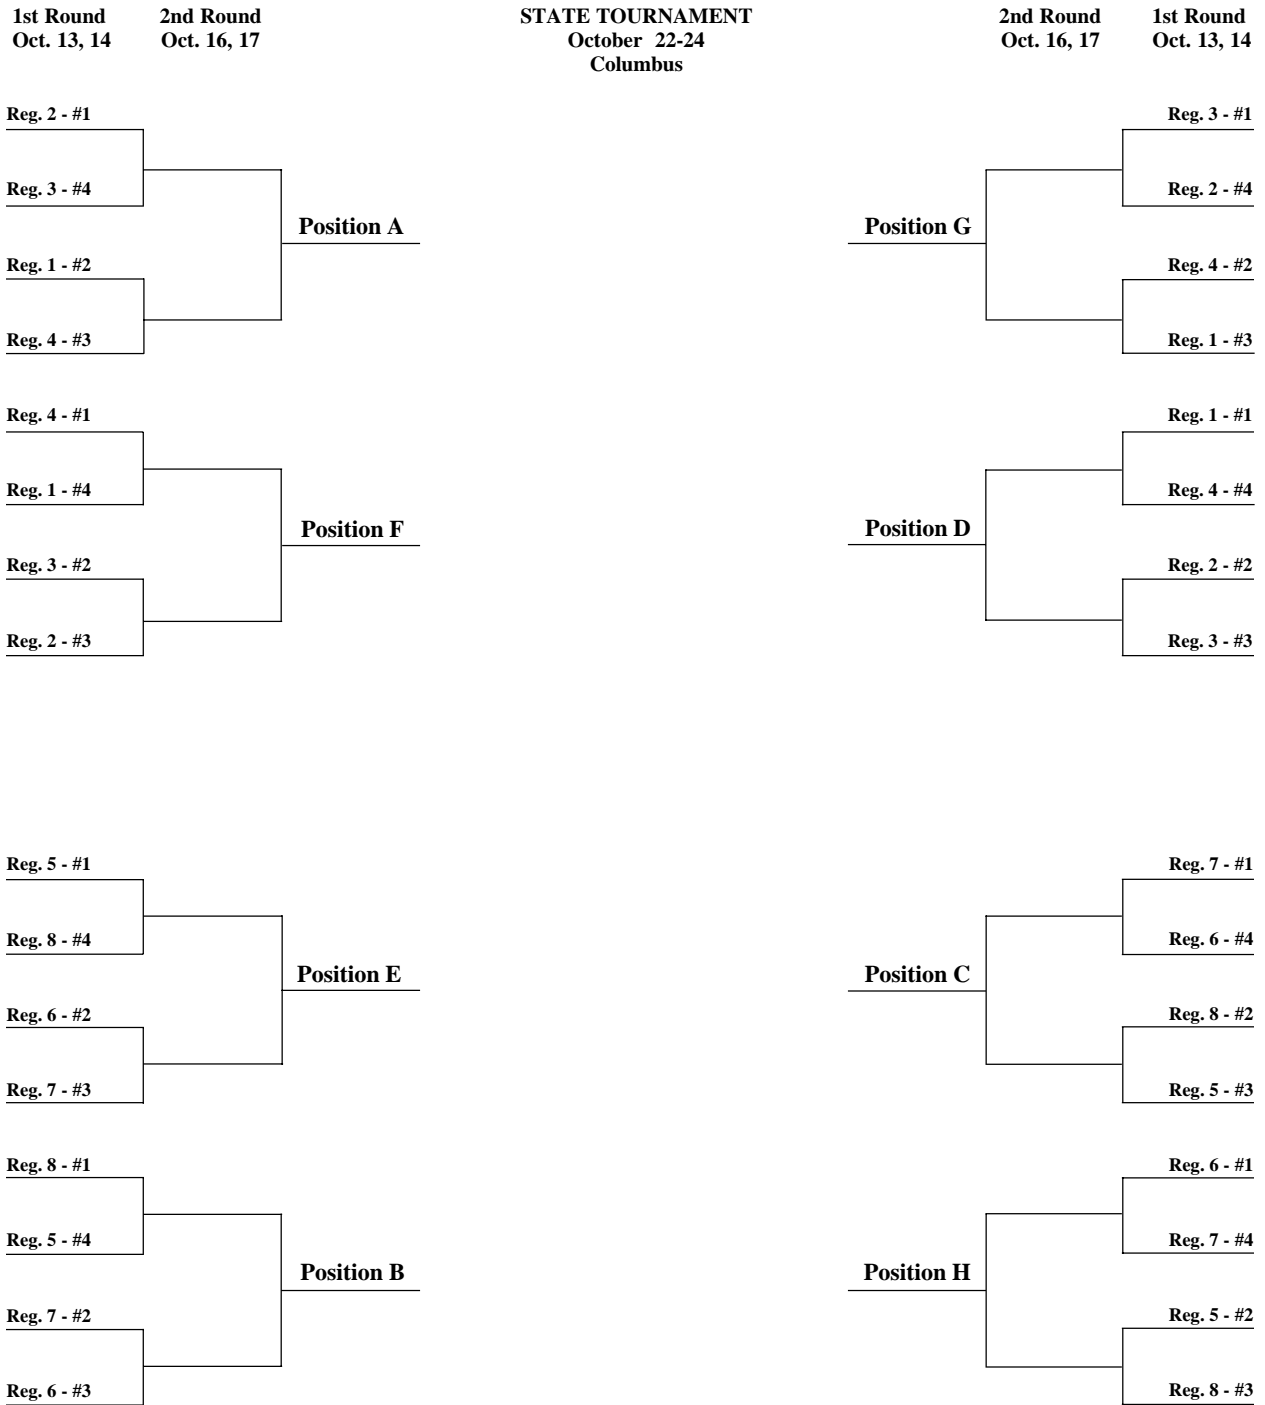 1st Round 2nd Round STATE TOURNAMENT 2nd Round 1st Round
Oct. 13, 14 Oct. 16, 17 October 22-24 Oct. 16, 17 Oct. 13, 14
Columbus
Reg. 2 - #1 Reg. 3 - #1
Reg. 3 - #4 Reg. 2 - #4
Position A Position G
Reg. 1 - #2 Reg. 4 - #2
Reg. 4 - #3 Reg. 1 - #3
Reg. 4 - #1 Reg. 1 - #1
Reg. 1 - #4 Reg. 4 - #4
Position F Position D
Reg. 3 - #2 Reg. 2 - #2
Reg. 2 - #3 Reg. 3 - #3
Reg. 5 - #1 Reg. 7 - #1
Reg. 8 - #4 Reg. 6 - #4
Position E Position C
Reg. 6 - #2 Reg. 8 - #2
Reg. 7 - #3 Reg. 5 - #3
Reg. 8 - #1 Reg. 6 - #1
Reg. 5 - #4 Reg. 7 - #4
Position B Position H
Reg. 7 - #2 Reg. 5 - #2
Reg. 6 - #3 Reg. 8 - #3